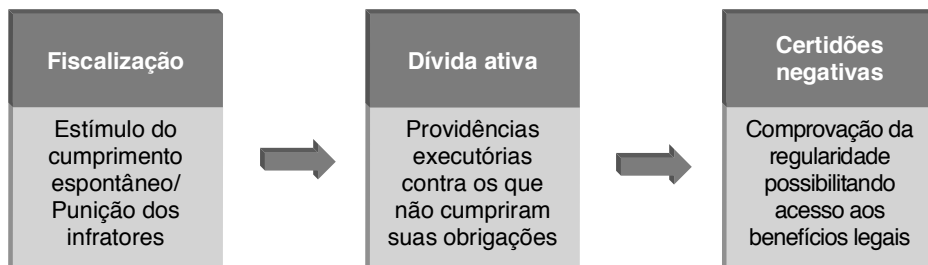 Fiscalização
Estímulo do
cumprimento
espontâneo/
Punição dos
infratores
Dívida ativa
Providências
executórias
contra os que
não cumpriram
suas obrigações
Certidões
negativas
Comprovação da
regularidade
possibilitando
acesso aos
benefícios legais